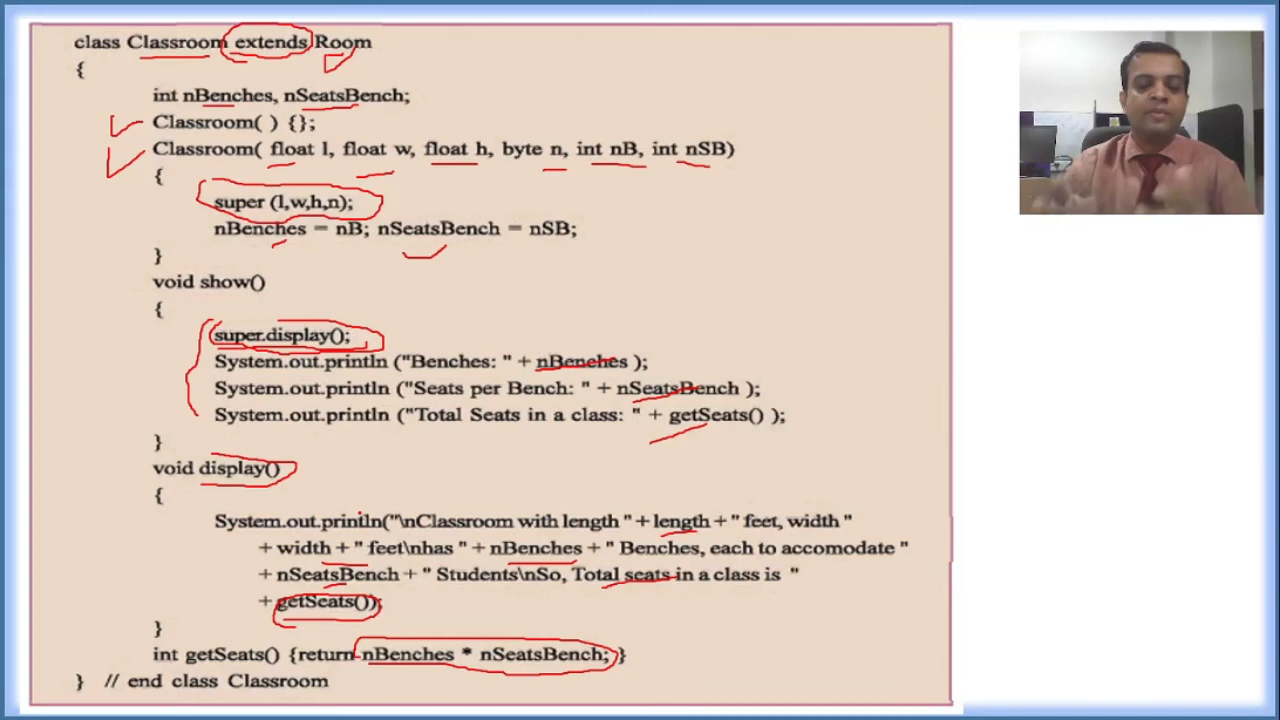 class Classroom extends Room
{
int nBenches, nSeatsBench;
Classroom( ) {};
Classroom( float l, float w, float h, byte n, int nB, int nSB)
{
super (l,w,h,n);
nBenches = nB; nSeatsBench = nSB;
}
void show()
{
super.display();
System.out.println ("Benches: " + nBenches );
System.out.println ("Seats per Bench: " + nSeatsBench );
System.out.println ("Total Seats in a class: " + getSeats() );
}
void display()
{
System.out.println("\nClassroom with length " + length + " feet, width "
+ width + " feet\nhas " + nBenches + " Benches, each to accomodate "
+ nSeatsBench + " Students\nSo, Total seats in a class is "
+ getSeats());
}
int getSeats() {return nBenches * nSeatsBench; }
} // end class Classroom